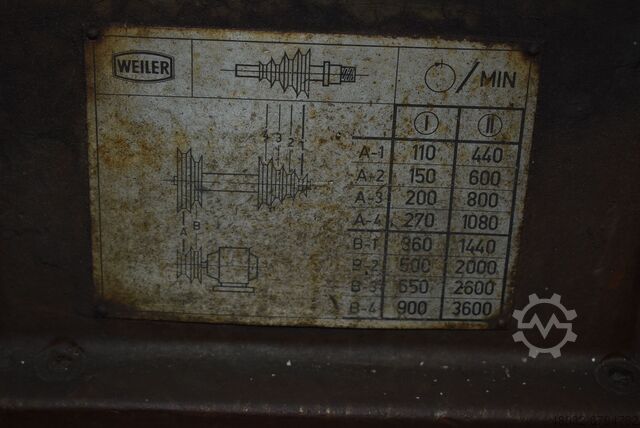 WEILER
/MIN
I II
4 3 2 1
A-1 110 440
A-2 150 600
A-3 200 800
A-4 270 1080
A B
B-1 360 1440
B-2 500 2000
B-3 650 2600
B-4 900 3600